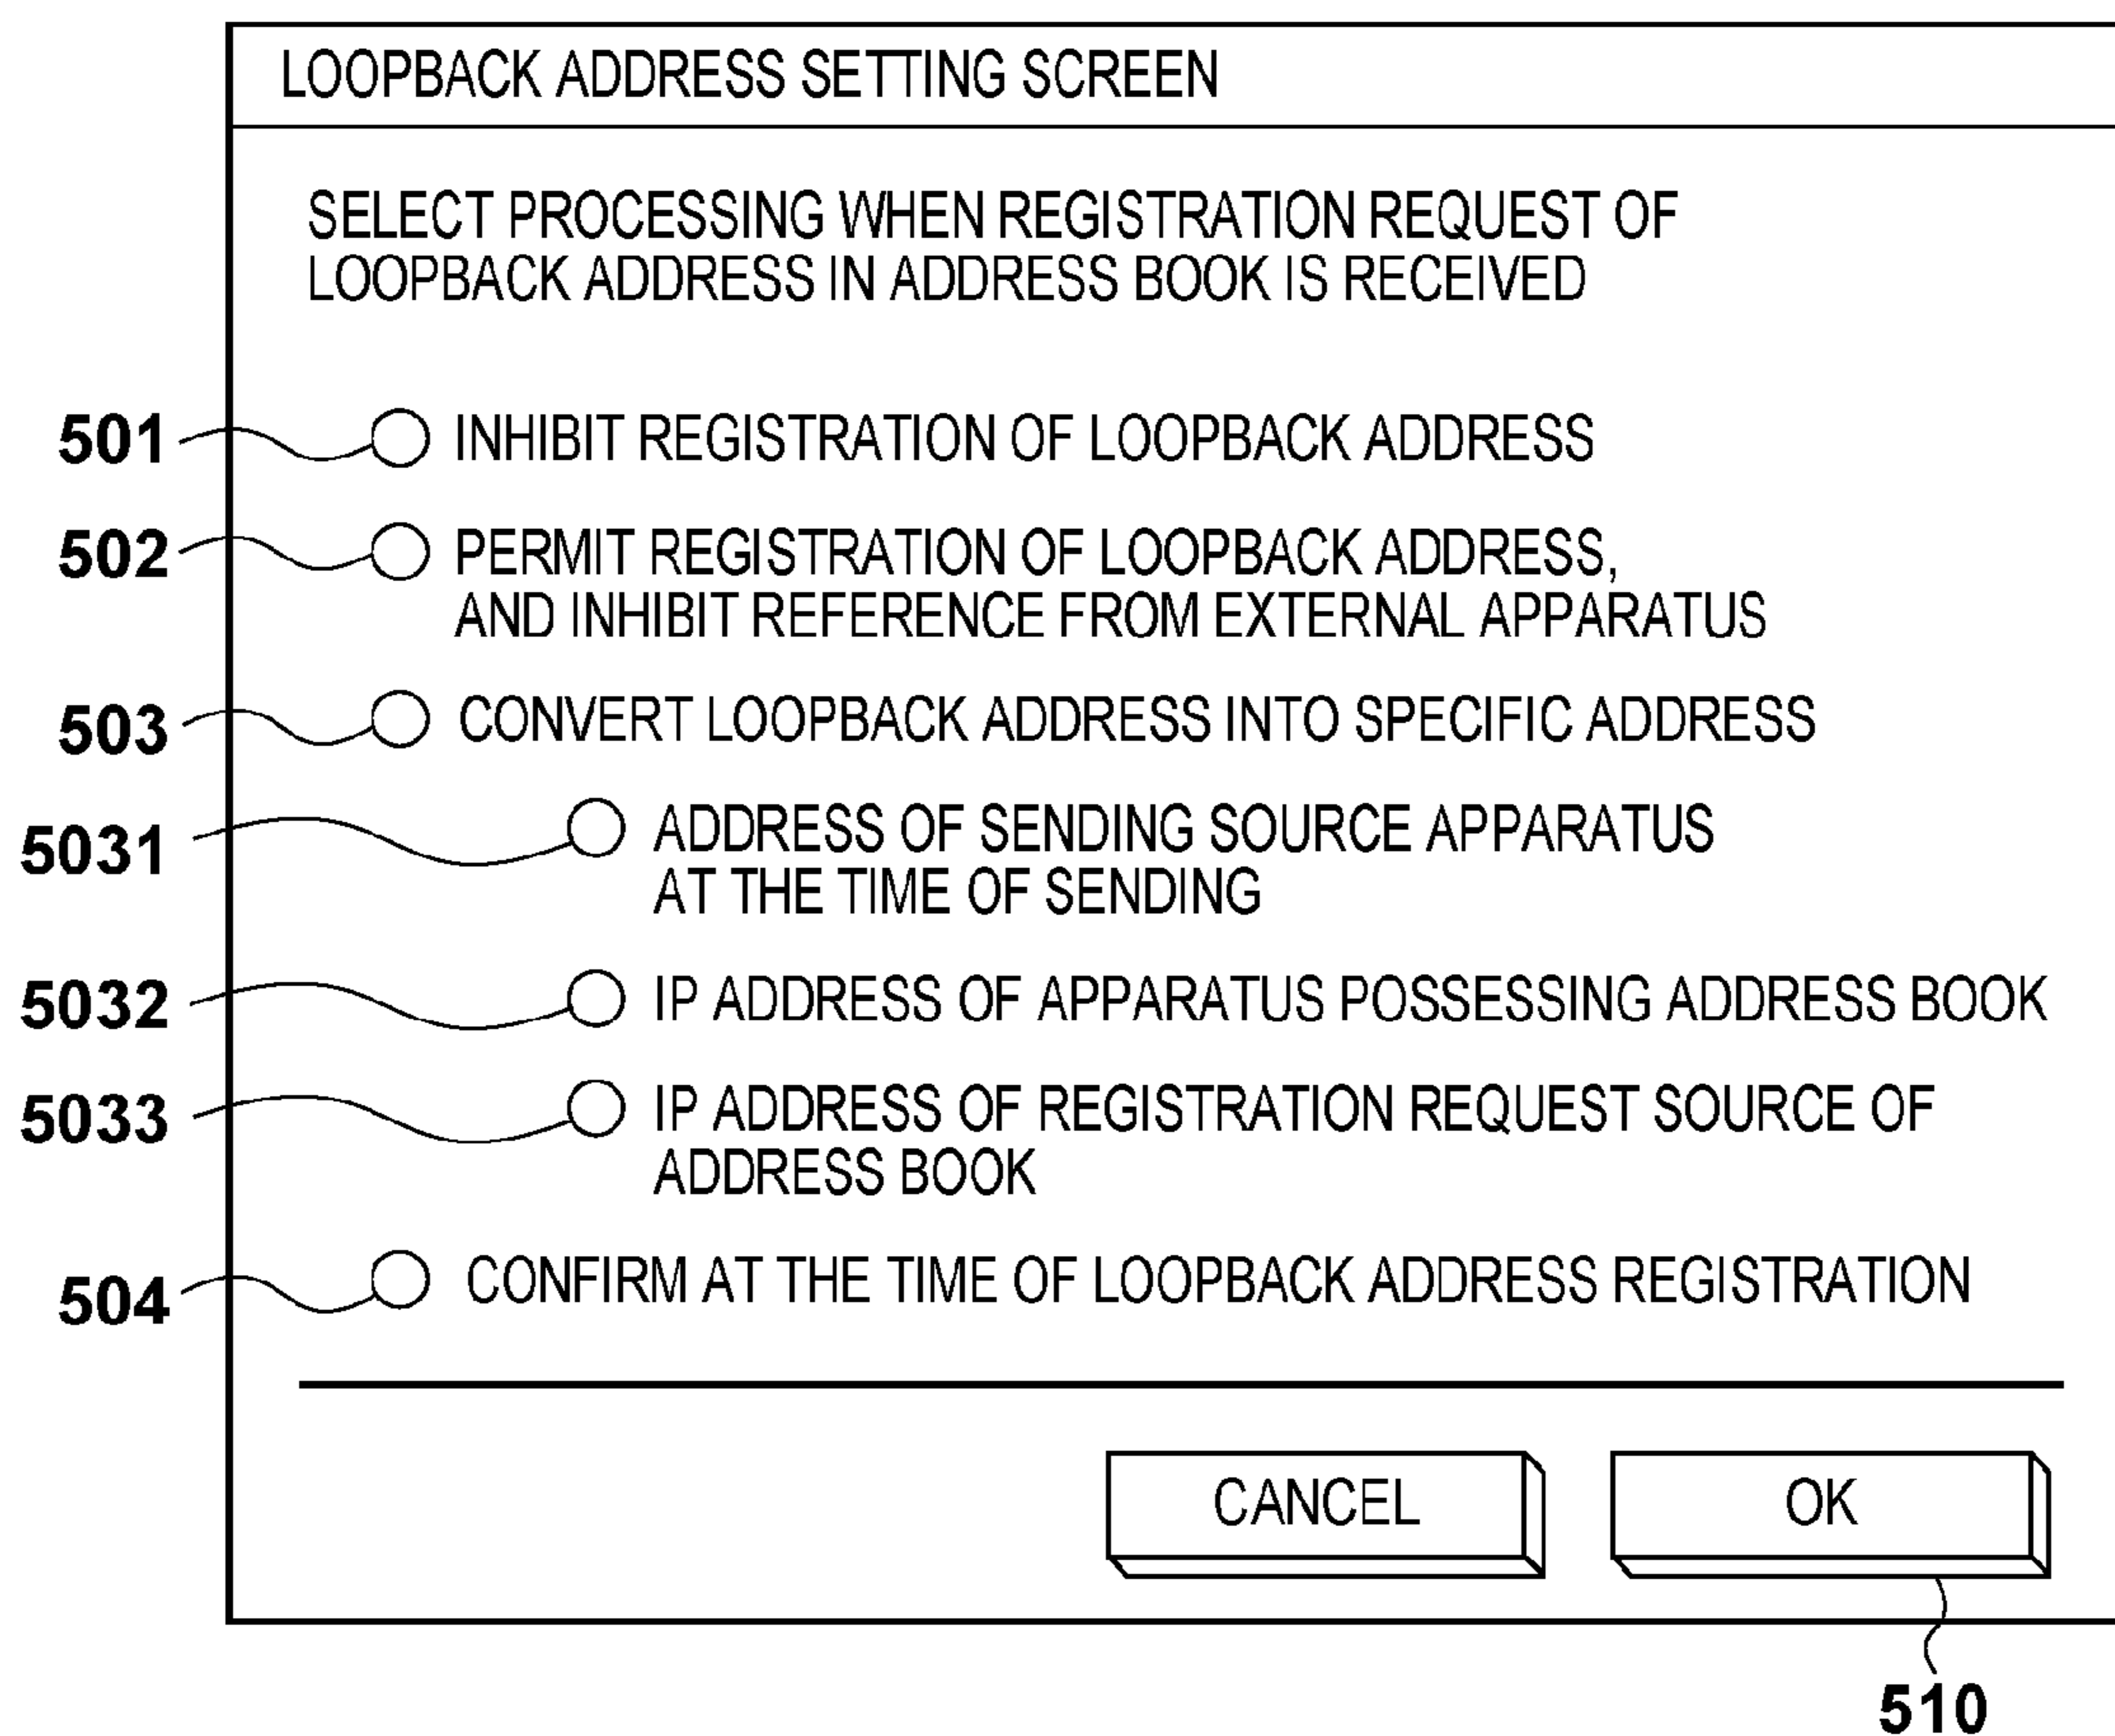 LOOPBACK ADDRESS SETTING SCREEN
SELECT PROCESSING WHEN REGISTRATION REQUEST OF
LOOPBACK ADDRESS IN ADDRESS BOOK IS RECEIVED
501 INHIBIT REGISTRATION OF LOOPBACK ADDRESS
502 PERMIT REGISTRATION OF LOOPBACK ADDRESS,
AND INHIBIT REFERENCE FROM EXTERNAL APPARATUS
503 CONVERT LOOPBACK ADDRESS INTO SPECIFIC ADDRESS
5031 ADDRESS OF SENDING SOURCE APPARATUS
AT THE TIME OF SENDING
5032 IP ADDRESS OF APPARATUS POSSESSING ADDRESS BOOK
5033 IP ADDRESS OF REGISTRATION REQUEST SOURCE OF
ADDRESS BOOK
504 CONFIRM AT THE TIME OF LOOPBACK ADDRESS REGISTRATION
CANCEL OK
510